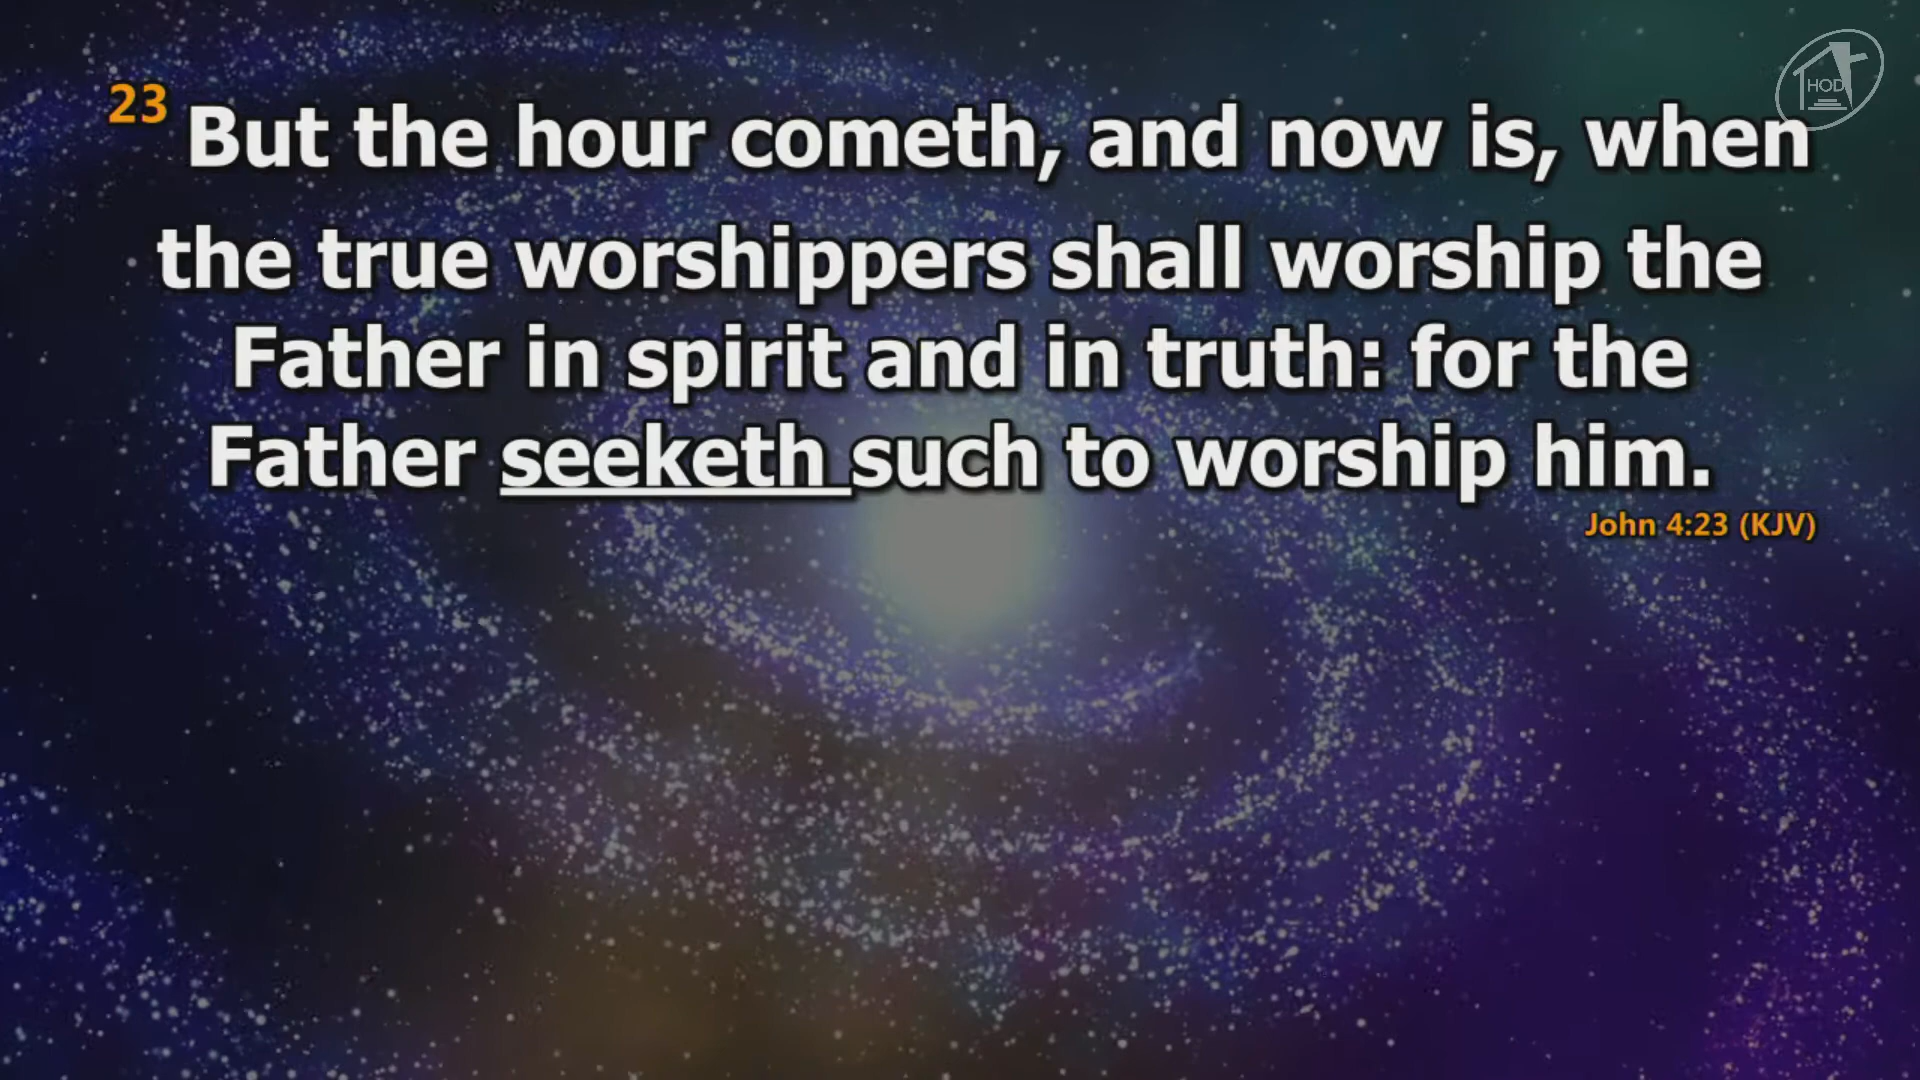 HOD
23 But the hour cometh, and now is, when
the true worshippers shall worship the
Father in spirit and in truth: for the
Father seeketh such to worship him.
John 4:23 (KJV)